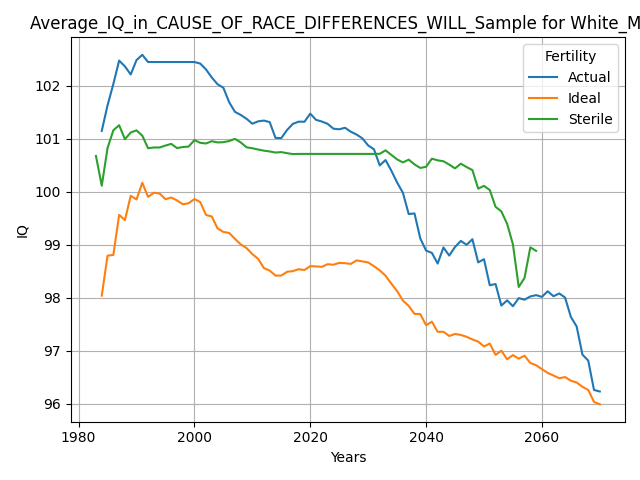 Average_IQ_in_CAUSE_OF_RACE_DIFFERENCES_WILL_Sample for White_M
Fertility
Actual
Ideal
Sterile
IQ
102
101
100
99
98
97
96
1980
2000
2020
2040
2060
Years